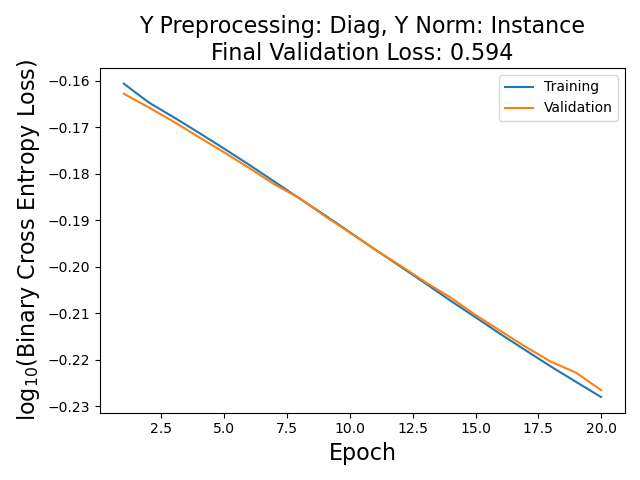 Y Preprocessing: Diag, Y Norm: Instance
Final Validation Loss: 0.594
Training
Validation
log₁₀(Binary Cross Entropy Loss)
−0.16
−0.17
−0.18
−0.19
−0.20
−0.21
−0.22
−0.23
2.5 5.0 7.5 10.0 12.5 15.0 17.5 20.0
Epoch